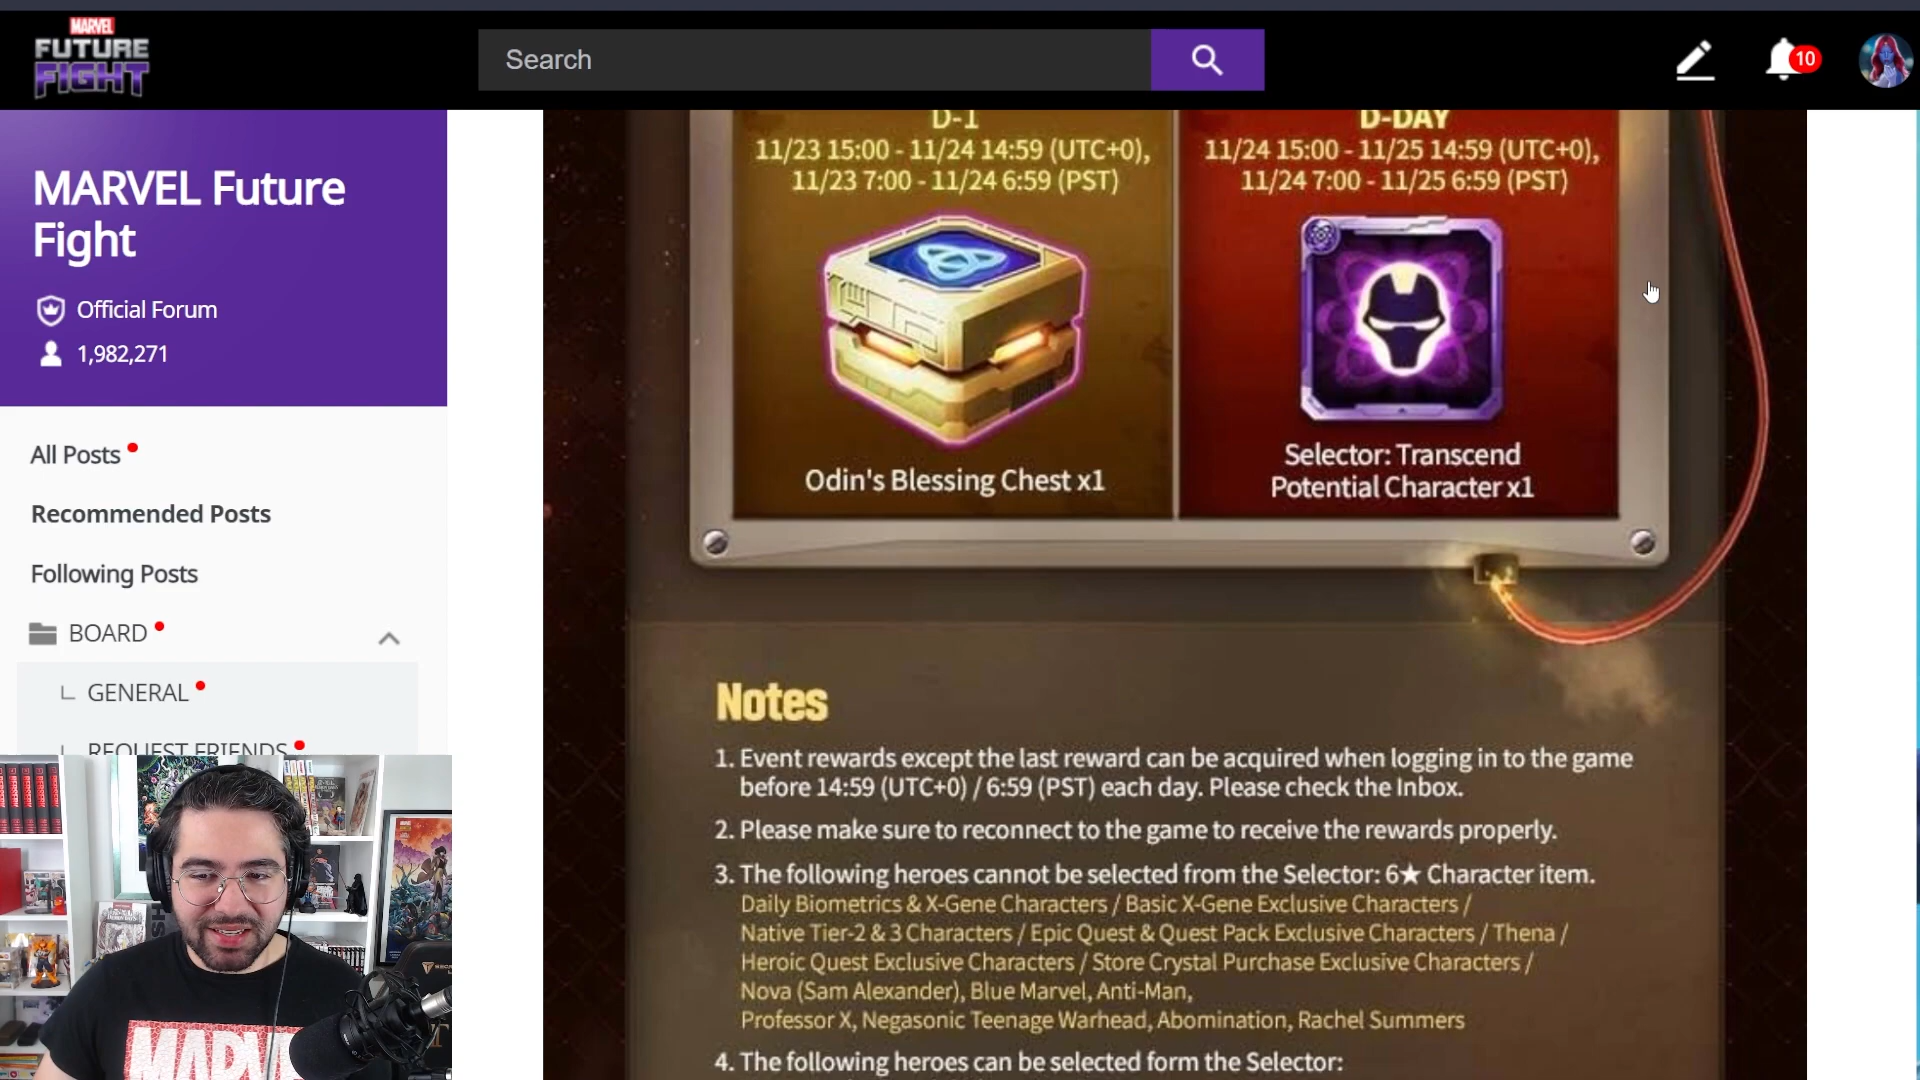 MARVEL
FUTURE
FIGHT
Search
10
MARVEL Future
Fight
Official Forum
1,982,271
All Posts
Recommended Posts
Following Posts
BOARD
GENERAL
REQUEST FRIENDS
D-1
11/23 15:00 - 11/24 14:59 (UTC+0),
11/23 7:00 - 11/24 6:59 (PST)
Odin's Blessing Chest x1
D-DAY
11/24 15:00 - 11/25 14:59 (UTC+0),
11/24 7:00 - 11/25 6:59 (PST)
Selector: Transcend
Potential Character x1
Notes
1. Event rewards except the last reward can be acquired when logging in to the game
before 14:59 (UTC+0) / 6:59 (PST) each day. Please check the Inbox.
2. Please make sure to reconnect to the game to receive the rewards properly.
3. The following heroes cannot be selected from the Selector: 6★ Character item.
Daily Biometrics & X-Gene Characters / Basic X-Gene Exclusive Characters /
Native Tier-2 & 3 Characters / Epic Quest & Quest Pack Exclusive Characters / Thena /
Heroic Quest Exclusive Characters / Store Crystal Purchase Exclusive Characters /
Nova (Sam Alexander), Blue Marvel, Anti-Man,
Professor X, Negasonic Teenage Warhead, Abomination, Rachel Summers
4. The following heroes can be selected form the Selector:
MARV